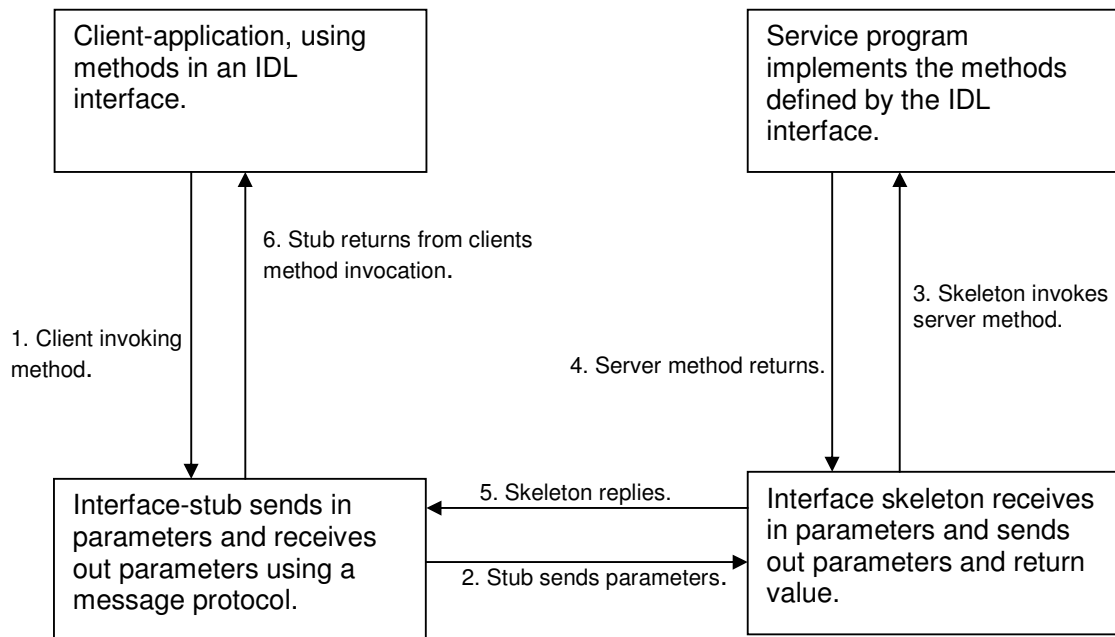 Client-application, using
methods in an IDL
interface.
Service program
implements the methods
defined by the IDL
interface.
6. Stub returns from clients
method invocation.
3. Skeleton invokes
server method.
1. Client invoking
method.
4. Server method returns.
Interface-stub sends in
parameters and receives
out parameters using a
message protocol.
5. Skeleton replies.
2. Stub sends parameters.
Interface skeleton receives
in parameters and sends
out parameters and return
value.